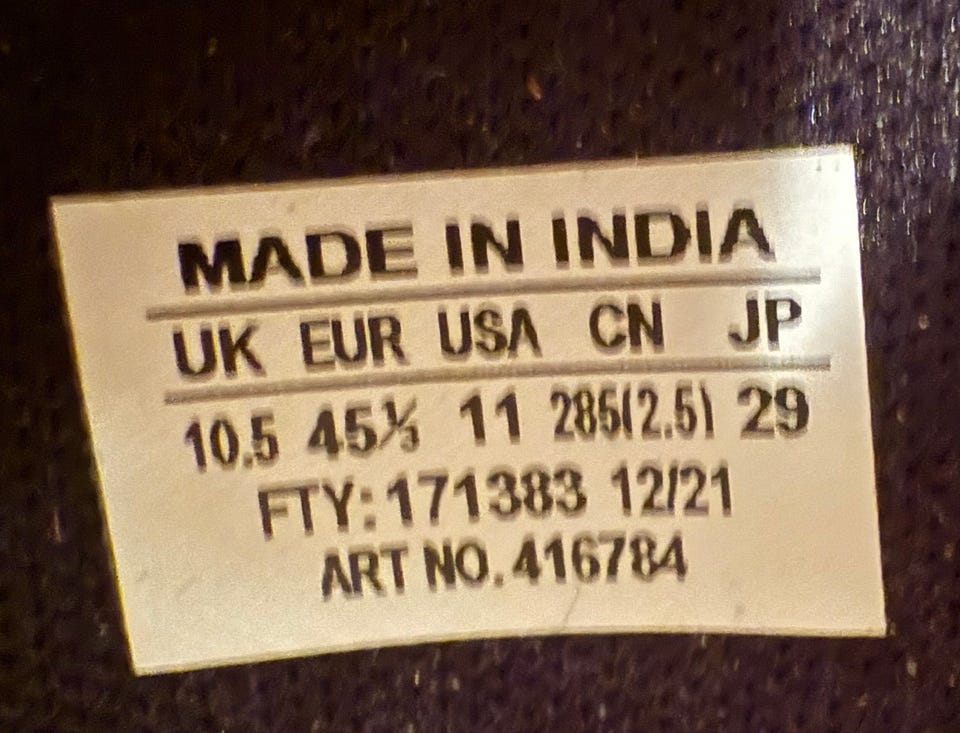 MADE IN INDIA
UK EUR USA CN JP
10.5 45⅓ 11 285(2.5) 29
FTY:171383 12/21
ART NO. 416784